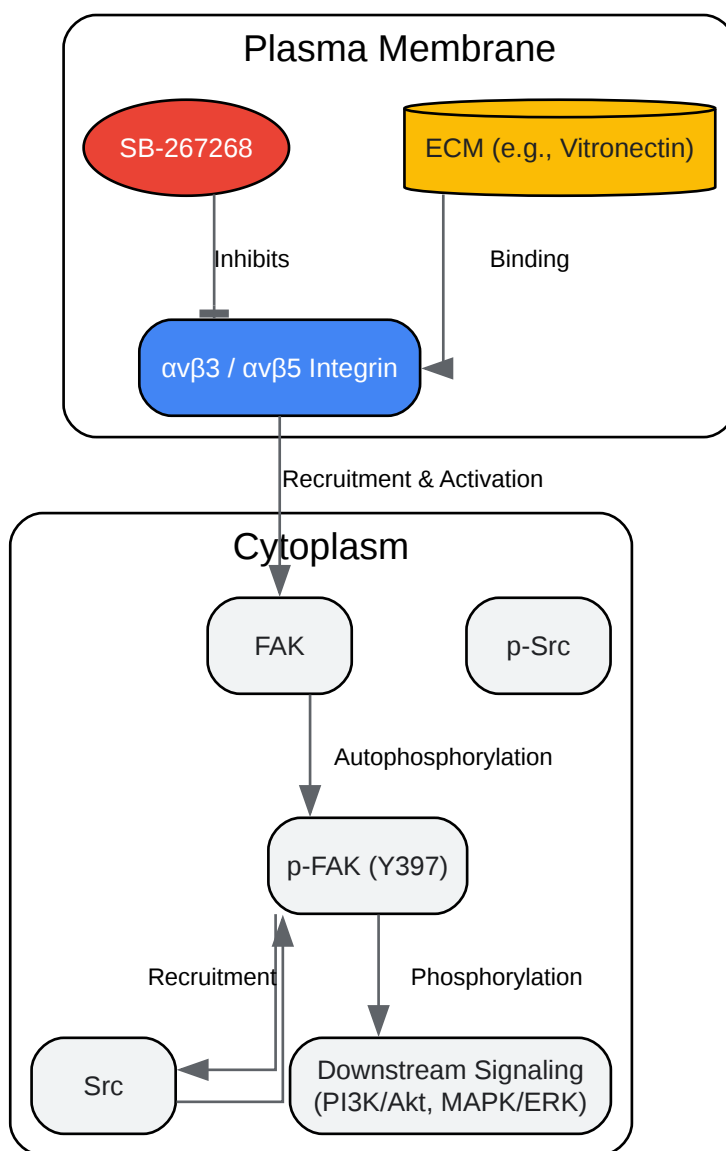 Plasma Membrane
SB-267268
ECM (e.g., Vitronectin)
Inhibits
Binding
αvβ3 / αvβ5 Integrin
Recruitment & Activation
Cytoplasm
FAK
p-Src
Autophosphorylation
p-FAK (Y397)
Recruitment
Phosphorylation
Src
Downstream Signaling
(PI3K/Akt, MAPK/ERK)